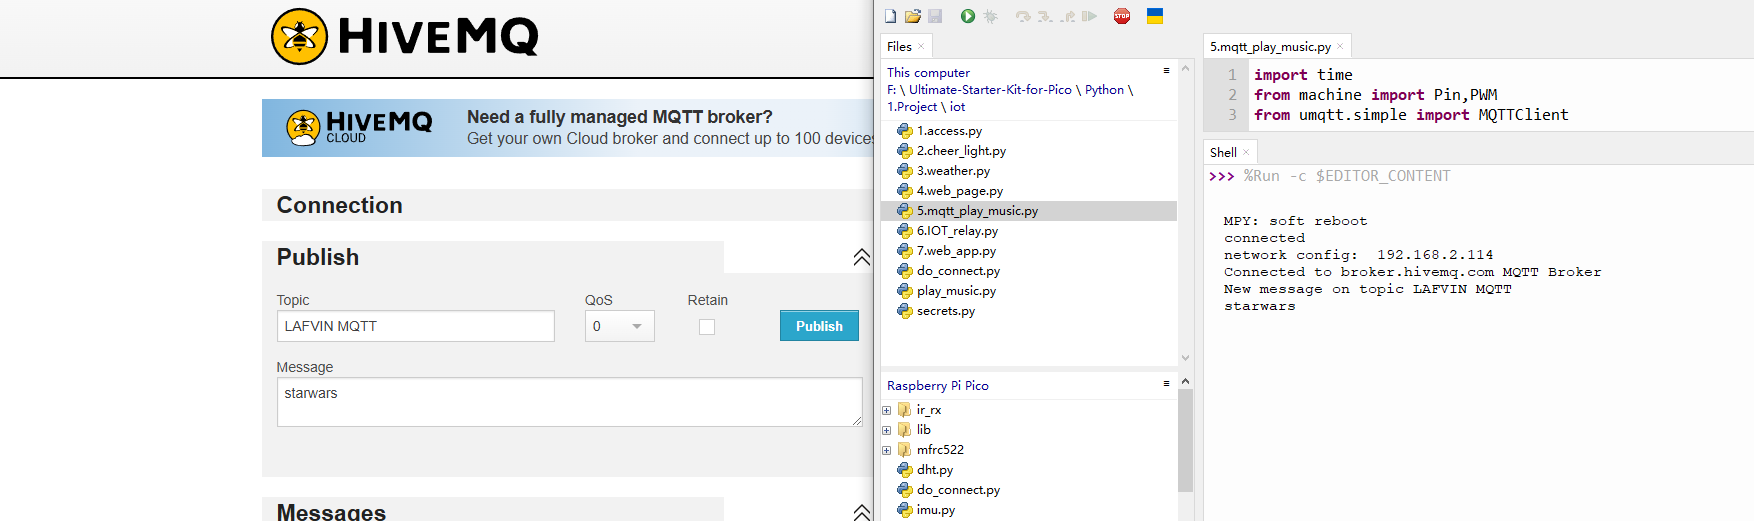 HIVEMQ
HIVEMQ
CLOUD
Need a fully managed MQTT broker?
Get your own Cloud broker and connect up to 100 devices
Connection
Publish
Topic
QoS
Retain
LAFVIN MQTT
0
Publish
Message
starwars
Messages
STOP
Files
This computer
F: \ Ultimate-Starter-Kit-for-Pico \ Python \
1.Project \ iot
1.access.py
2.cheer_light.py
3.weather.py
4.web_page.py
5.mqtt_play_music.py
6.IOT_relay.py
7.web_app.py
do_connect.py
play_music.py
secrets.py
Raspberry Pi Pico
ir_rx
lib
mfrc522
dht.py
do_connect.py
imu.py
5.mqtt_play_music.py
1 import time
2 from machine import Pin,PWM
3 from umqtt.simple import MQTTClient
Shell
>>> %Run -c $EDITOR_CONTENT
MPY: soft reboot
connected
network config:  192.168.2.114
Connected to broker.hivemq.com MQTT Broker
New message on topic LAFVIN MQTT
starwars